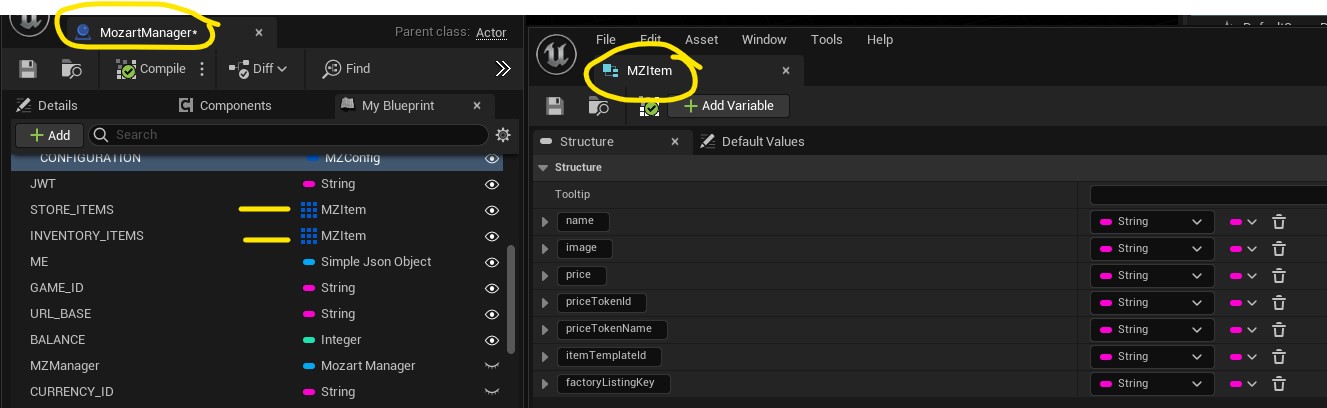 MozartManager*
Parent class: Actor
Compile
Diff
Find
Details
Components
My Blueprint
Add
Search
CONFIGURATION MZConfig
JWT String
STORE_ITEMS MZItem
INVENTORY_ITEMS MZItem
ME Simple Json Object
GAME_ID String
URL_BASE String
BALANCE Integer
MZManager Mozart Manager
CURRENCY_ID String
File Edit Asset Window Tools Help
MZItem
Add Variable
Structure
Default Values
Structure
Tooltip
name String
image String
price String
priceTokenId String
priceTokenName String
itemTemplateId String
factoryListingKey String